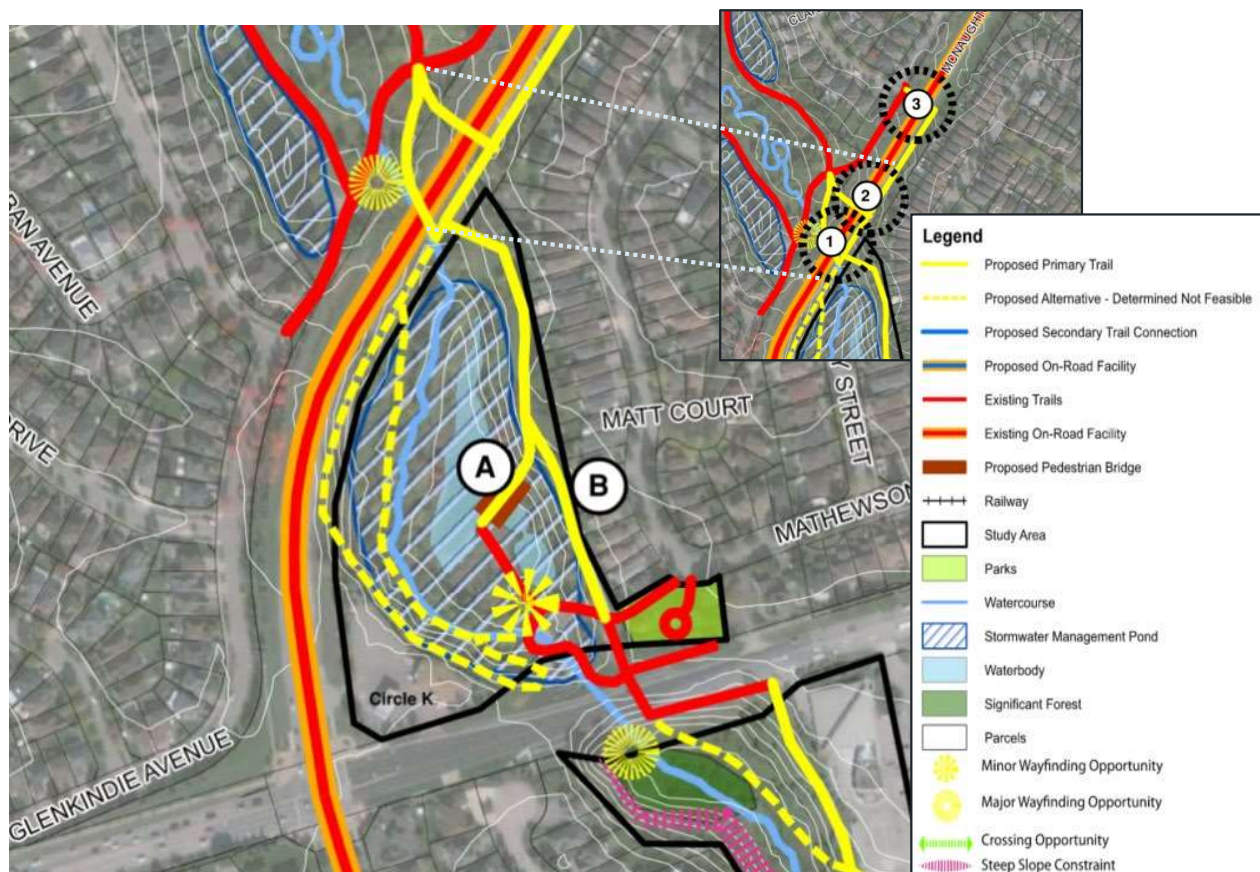 RAN AVENUE
DRIVE
GLENKINDIE AVENUE
Circle K
A
B
MATT COURT
Y STREET
MATHEWSON
CLA
MCNAUGHT
3
2
1
Legend
Proposed Primary Trail
Proposed Alternative - Determined Not Feasible
Proposed Secondary Trail Connection
Proposed On-Road Facility
Existing Trails
Existing On-Road Facility
Proposed Pedestrian Bridge
Railway
Study Area
Parks
Watercourse
Stormwater Management Pond
Waterbody
Significant Forest
Parcels
Minor Wayfinding Opportunity
Major Wayfinding Opportunity
Crossing Opportunity
Steep Slope Constraint